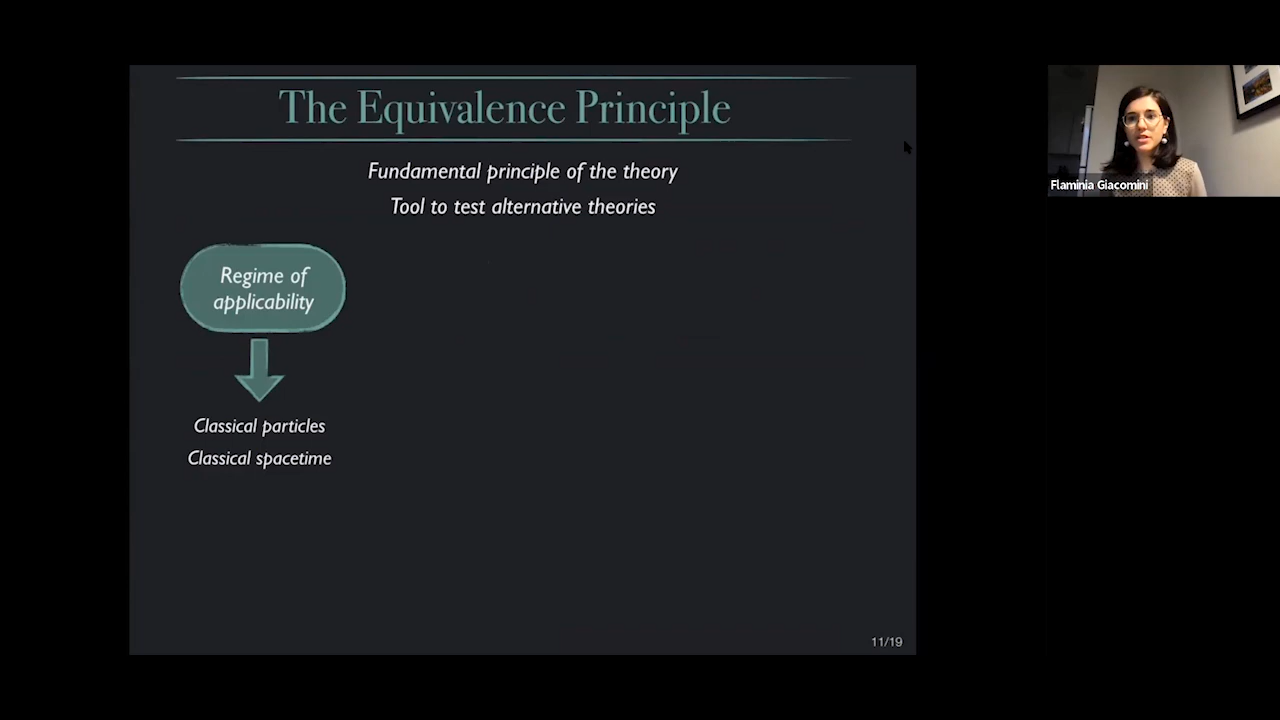 The Equivalence Principle
Fundamental principle of the theory
Tool to test alternative theories
Regime of
applicability
Classical particles
Classical spacetime
11/19
Flaminia Giacomini